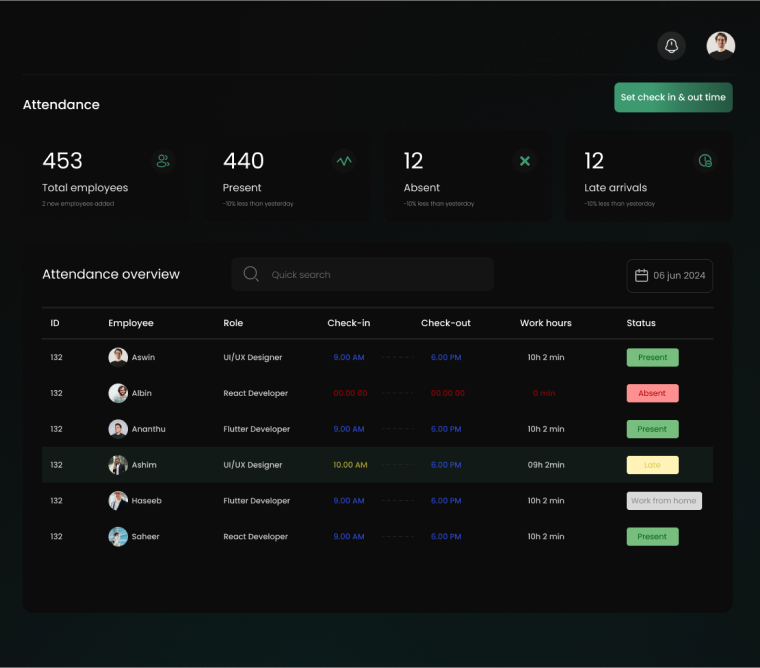 Set check in & out time
Attendance
453
Total employees
2 new employees added
440
Present
-10% less than yesterday
12
Absent
-10% less than yesterday
12
Late arrivals
-10% less than yesterday
Attendance overview
Quick search
06 jun 2024
ID Employee Role Check-in Check-out Work hours Status
132 Aswin UI/UX Designer 9.00 AM ------ 6.00 PM 10h 2 min Present
132 Albin React Developer 00.00 00 ------ 00.00 00 0 min Absent
132 Ananthu Flutter Developer 9.00 AM ------ 6.00 PM 10h 2 min Present
132 Ashim UI/UX Designer 10.00 AM ------ 6.00 PM 09h 2min Late
132 Haseeb Flutter Developer 9.00 AM ------ 6.00 PM 10h 2 min Work from home
132 Saheer React Developer 9.00 AM ------ 6.00 PM 10h 2 min Present